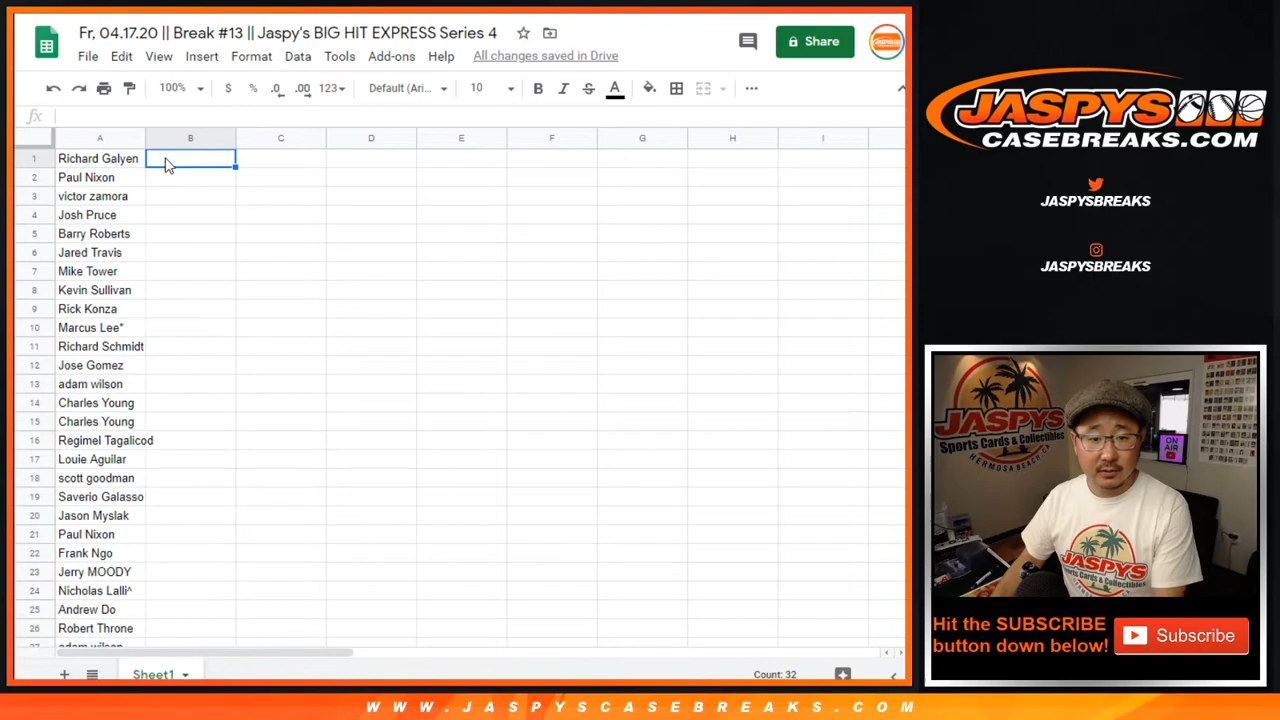 Fr, 04.17.20 || Break #13 || Jaspy's BIG HIT EXPRESS Series 4
File Edit View Insert Format Data Tools Add-ons Help All changes saved in Drive
Share
100% $ % .0 .00 123 Default (Ari... 10 B I S A
fx
A B C D E F G H I
1 Richard Galyen
2 Paul Nixon
3 victor zamora
4 Josh Pruce
5 Barry Roberts
6 Jared Travis
7 Mike Tower
8 Kevin Sullivan
9 Rick Konza
10 Marcus Lee*
11 Richard Schmidt
12 Jose Gomez
13 adam wilson
14 Charles Young
15 Charles Young
16 Regimel Tagalicod
17 Louie Aguilar
18 scott goodman
19 Saverio Galasso
20 Jason Myslak
21 Paul Nixon
22 Frank Ngo
23 Jerry MOODY
24 Nicholas Lalli^
25 Andrew Do
26 Robert Throne
27 adam wilson
Sheet1
Count: 32
JASPYS
CASEBREAKS.COM
JASPYSBREAKS
JASPYSBREAKS
JASPYS
Sports Cards & Collectibles
HERMOSA BEACH, CA
ON AIR
JASPYS
Hit the SUBSCRIBE
button down below!
Subscribe
WWW.JASPYSCASEBREAKS.COM